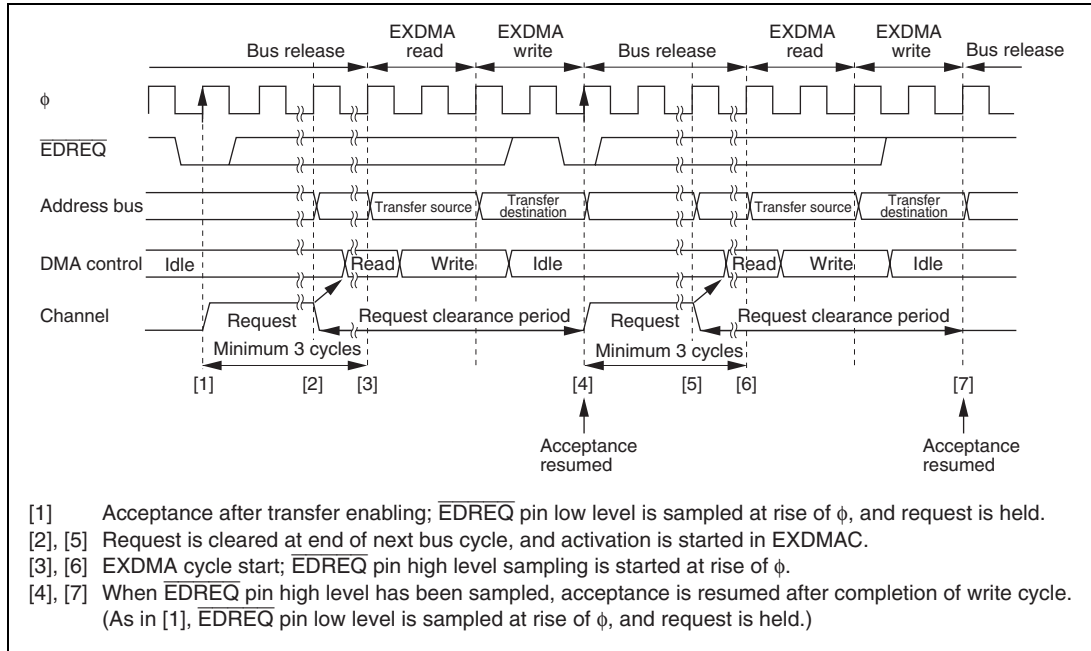 Bus release EXDMA read EXDMA write Bus release EXDMA read EXDMA write Bus release
φ
EDREQ
Address bus Transfer source Transfer destination Transfer source Transfer destination
DMA control Idle Read Write Idle Read Write Idle
Channel Request Request clearance period Request Request clearance period
Minimum 3 cycles Minimum 3 cycles
[1] [2] [3] [4] [5] [6] [7]
Acceptance resumed Acceptance resumed
[1] Acceptance after transfer enabling; EDREQ pin low level is sampled at rise of φ, and request is held.
[2], [5] Request is cleared at end of next bus cycle, and activation is started in EXDMAC.
[3], [6] EXDMA cycle start; EDREQ pin high level sampling is started at rise of φ.
[4], [7] When EDREQ pin high level has been sampled, acceptance is resumed after completion of write cycle.
(As in [1], EDREQ pin low level is sampled at rise of φ, and request is held.)